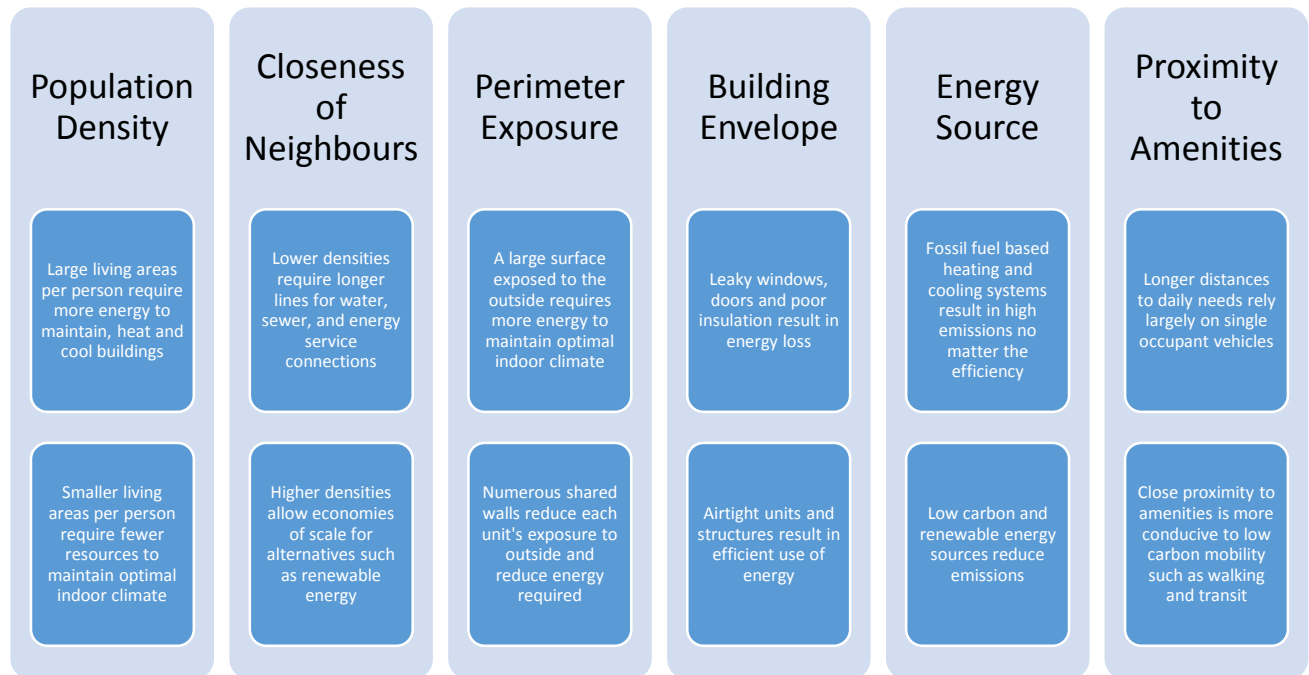 Population
Density
Large living areas
per person require
more energy to
maintain, heat and
cool buildings
Smaller living
areas per person
require fewer
resources to
maintain optimal
indoor climate
Closeness
of
Neighbours
Lower densities
require longer
lines for water,
sewer, and energy
service
connections
Higher densities
allow economies
of scale for
alternatives such
as renewable
energy
Perimeter
Exposure
A large surface
exposed to the
outside requires
more energy to
maintain optimal
indoor climate
Numerous shared
walls reduce each
unit's exposure to
outside and
reduce energy
required
Building
Envelope
Leaky windows,
doors and poor
insulation result in
energy loss
Airtight units and
structures result in
efficient use of
energy
Energy
Source
Fossil fuel based
heating and
cooling systems
result in high
emissions no
matter the
efficiency
Low carbon and
renewable energy
sources reduce
emissions
Proximity
to
Amenities
Longer distances
to daily needs rely
largely on single
occupant vehicles
Close proximity to
amenities is more
conducive to low
carbon mobility
such as walking
and transit